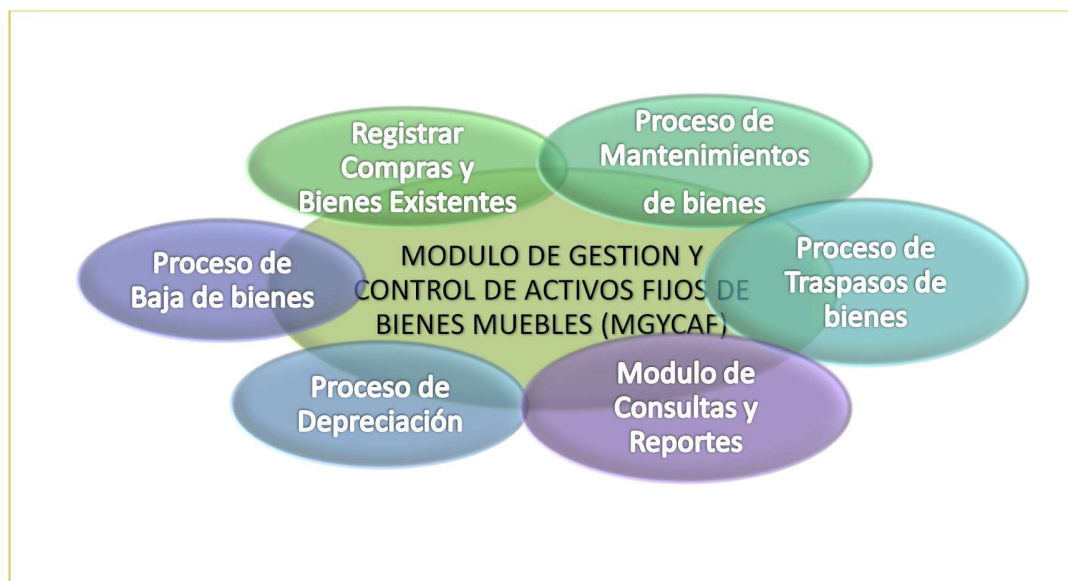 Registrar
Compras y
Bienes Existentes
Proceso de
Mantenimientos
de bienes
Proceso de
Traspasos de
bienes
Modulo de
Consultas y
Reportes
Proceso de
Depreciación
Proceso de
Baja de bienes
MODULO DE GESTION Y
CONTROL DE ACTIVOS FIJOS DE
BIENES MUEBLES (MGYCAF)